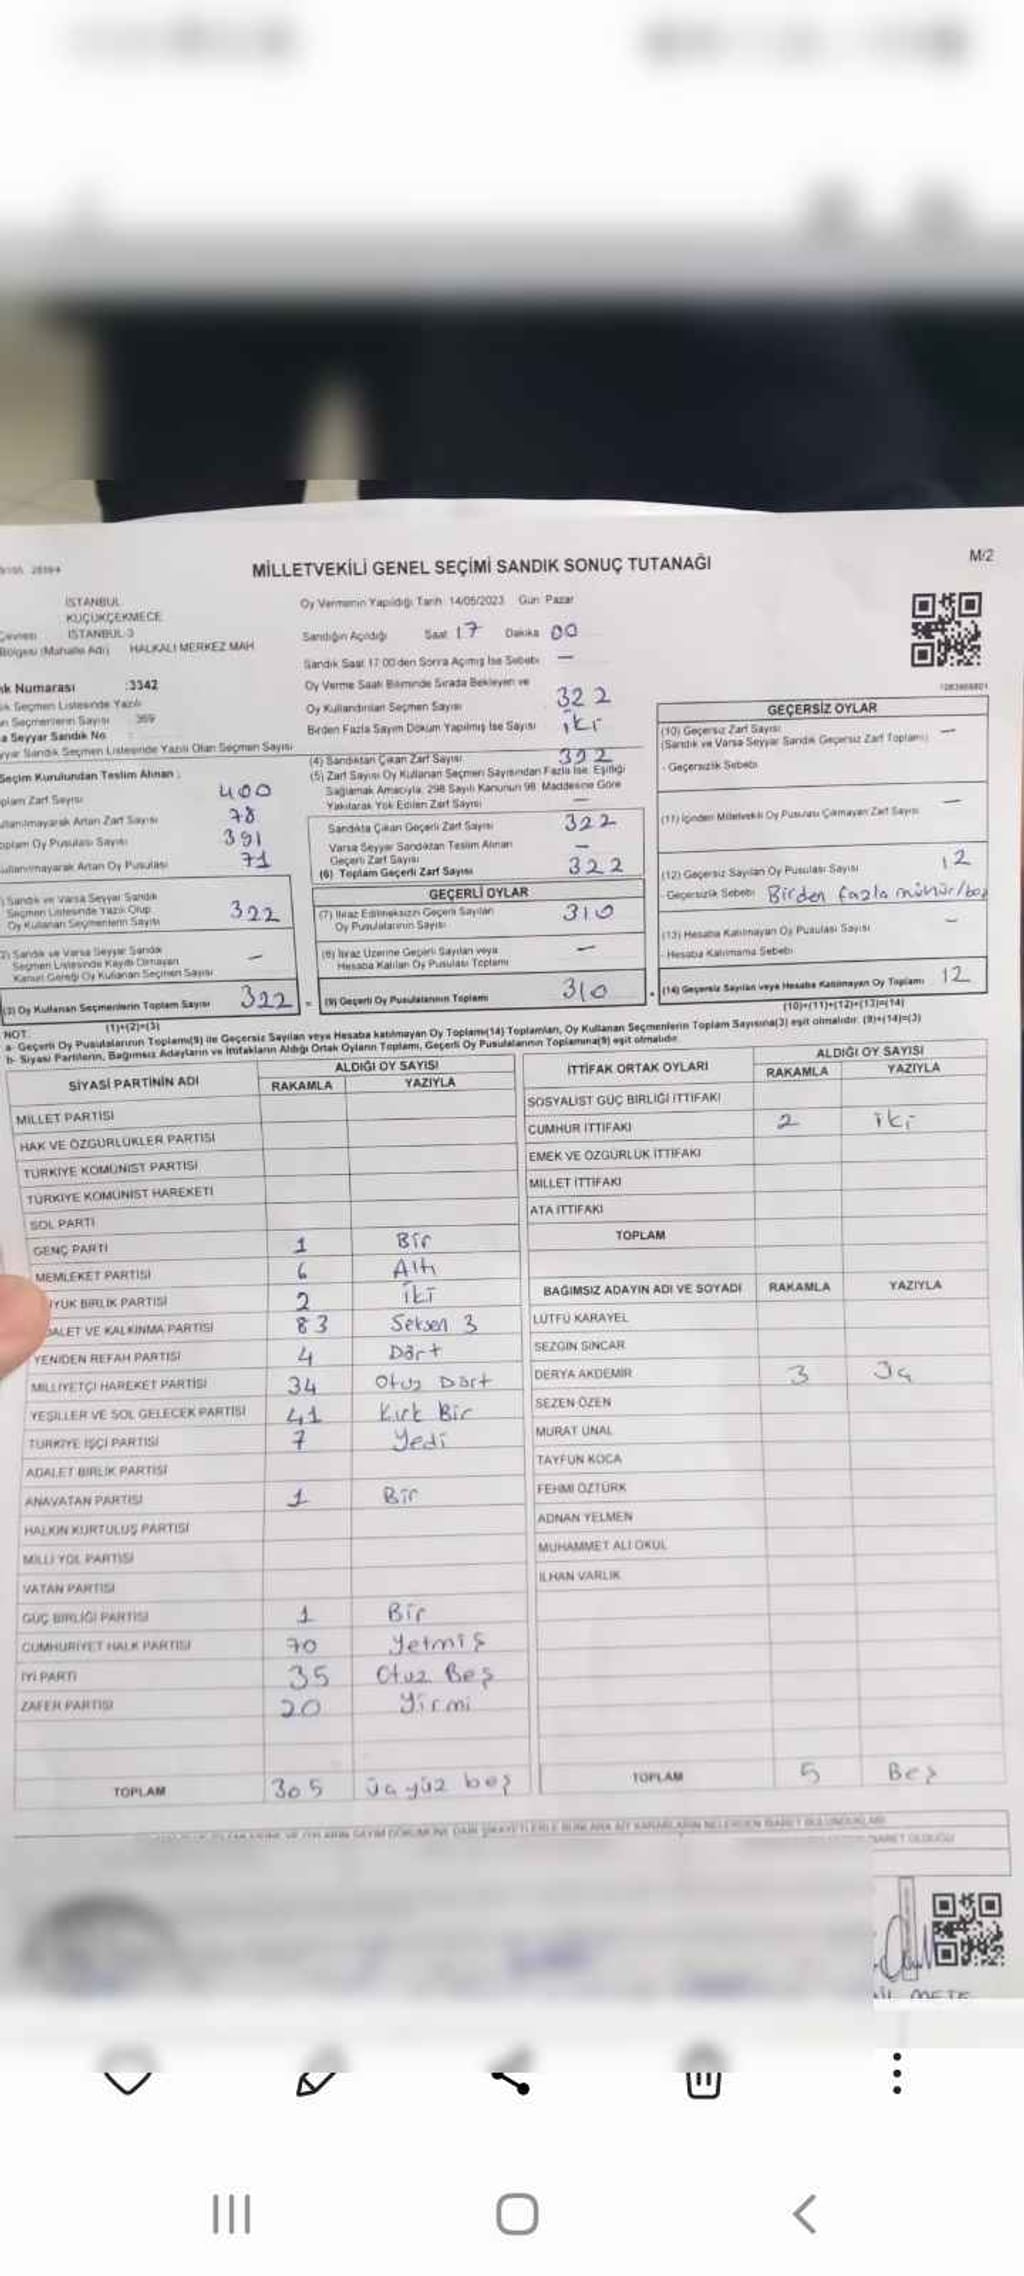 M/2
MİLLETVEKİLİ GENEL SEÇİMİ SANDIK SONUÇ TUTANAĞI
İSTANBUL
KÜÇÜKÇEKMECE
Çevresi İSTANBUL-3
Bölgesi (Mahalle Adı) HALKALI MERKEZ MAH
ık Numarası :3342
Seçmen Listesinde Yazılı
Seçmenlerin Sayısı 369
a Seyyar Sandık No
yyar Sandık Seçmen Listesinde Yazılı Olan Seçmen Sayısı
Seçim Kurulundan Teslim Alınan :
plam Zarf Sayısı 400
ullanılmayarak Artan Zarf Sayısı 78
oplam Oy Pusulası Sayısı 391
ullanılmayarak Artan Oy Pusulası 71
) Sandık ve Varsa Seyyar Sandık
Seçmen Listesinde Yazılı Olup
Oy Kullanan Seçmenlerin Sayısı 322
2) Sandık ve Varsa Seyyar Sandık
Seçmen Listesinde Kayıtlı Olmayan
Kanun Gereği Oy Kullanan Seçmen Sayısı –
(3) Oy Kullanan Seçmenlerin Toplam Sayısı 322 =
(1)+(2)=(3)
Oy Vermenin Yapıldığı Tarih: 14/05/2023 Gün: Pazar
Sandığın Açıldığı Saat 17 Dakika 00
Sandık Saat 17:00'den Sonra Açımış İse Sebebi –
Oy Verme Saati Bitiminde Sırada Bekleyen ve
Oy Kullandırılan Seçmen Sayısı 322
Birden Fazla Sayım Döküm Yapılmış İse Sayısı iki
(4) Sandıktan Çıkan Zarf Sayısı 322
(5) Zarf Sayısı Oy Kullanan Seçmen Sayısından Fazla İse, Eşitliği
Sağlamak Amacıyla, 298 Sayılı Kanunun 98. Maddesine Göre
Yakılarak Yok Edilen Zarf Sayısı –
Sandıkta Çıkan Geçerli Zarf Sayısı 322
Varsa Seyyar Sandıktan Teslim Alınan
Geçerli Zarf Sayısı –
(6) Toplam Geçerli Zarf Sayısı 322
GEÇERLİ OYLAR
(7) İtiraz Edilmeksizin Geçerli Sayılan
Oy Pusulalarının Sayısı 310
(8) İtiraz Üzerine Geçerli Sayılan veya
Hesaba Katılan Oy Pusulası Toplamı –
(9) Geçerli Oy Pusulalarının Toplamı 310 +
GEÇERSİZ OYLAR
(10) Geçersiz Zarf Sayısı –
(Sandık ve Varsa Seyyar Sandık Geçersiz Zarf Toplamı)
- Geçersizlik Sebebi
(11) İçinden Milletvekili Oy Pusulası Çıkmayan Zarf Sayısı –
(12) Geçersiz Sayılan Oy Pusulası Sayısı 12
- Geçersizlik Sebebi Birden fazla mühür/boş
(13) Hesaba Katılmayan Oy Pusulası Sayısı –
- Hesaba Katılmama Sebebi
(14) Geçersiz Sayılan veya Hesaba Katılmayan Oy Toplamı 12
(10)+(11)+(12)+(13)=(14)
NOT:
a- Geçerli Oy Pusulalarının Toplamı(9) ile Geçersiz Sayılan veya Hesaba katılmayan Oy Toplamı(14) Toplamları, Oy Kullanan Seçmenlerin Toplam Sayısına(3) eşit olmalıdır. (9)+(14)=(3)
b- Siyasi Partilerin, Bağımsız Adayların ve İttifakların Aldığı Ortak Oyların Toplamı, Geçerli Oy Pusulalarının Toplamına(9) eşit olmalıdır.
SİYASİ PARTİNİN ADI ALDIĞI OY SAYISI
RAKAMLA YAZIYLA
MİLLET PARTİSİ
HAK VE ÖZGÜRLÜKLER PARTİSİ
TÜRKİYE KOMÜNİST PARTİSİ
TÜRKİYE KOMÜNİST HAREKETİ
SOL PARTİ
GENÇ PARTİ 1 Bir
MEMLEKET PARTİSİ 6 Altı
YÜK BİRLİK PARTİSİ 2 İki
DALET VE KALKINMA PARTİSİ 83 Seksen 3
YENİDEN REFAH PARTİSİ 4 Dört
MİLLİYETÇİ HAREKET PARTİSİ 34 Otuz Dört
YEŞİLLER VE SOL GELECEK PARTİSİ 41 Kırk Bir
TÜRKİYE İŞÇİ PARTİSİ 7 Yedi
ADALET BİRLİK PARTİSİ
ANAVATAN PARTİSİ 1 Bir
HALKIN KURTULUŞ PARTİSİ
MİLLİ YOL PARTİSİ
VATAN PARTİSİ
GÜÇ BİRLİĞİ PARTİSİ 1 Bir
CUMHURİYET HALK PARTİSİ 70 Yetmiş
İYİ PARTİ 35 Otuz Beş
ZAFER PARTİSİ 20 Yirmi
TOPLAM 305 üç yüz beş
İTTİFAK ORTAK OYLARI ALDIĞI OY SAYISI
RAKAMLA YAZIYLA
SOSYALİST GÜÇ BİRLİĞİ İTTİFAKI
CUMHUR İTTİFAKI 2 iki
EMEK VE ÖZGÜRLÜK İTTİFAKI
MİLLET İTTİFAKI
ATA İTTİFAKI
TOPLAM
BAĞIMSIZ ADAYIN ADI VE SOYADI RAKAMLA YAZIYLA
LÜTFÜ KARAYEL
SEZGİN SİNCAR
DERYA AKDEMİR 3 Üç
SEZEN ÖZEN
MURAT ÜNAL
TAYFUN KOCA
FEHMİ ÖZTÜRK
ADNAN YELMEN
MUHAMMET ALİ OKUL
İLHAN VARLIK
TOPLAM 5 Beş
METE